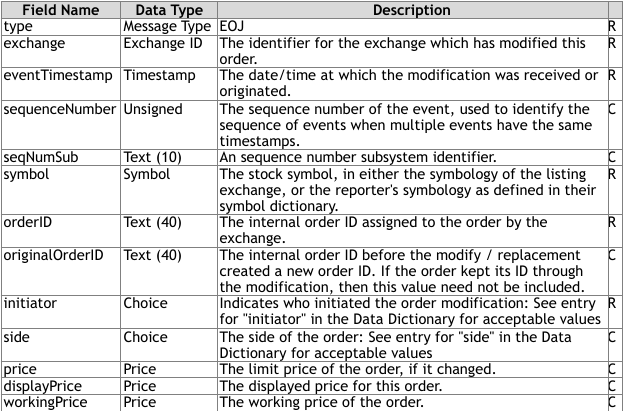 Field Name Data Type Description
type Message Type EOJ R
exchange Exchange ID The identifier for the exchange which has modified this R
order.
eventTimestamp Timestamp The date/time at which the modification was received or R
originated.
sequenceNumber Unsigned The sequence number of the event, used to identify the C
sequence of events when multiple events have the same
timestamps.
seqNumSub Text (10) An sequence number subsystem identifier. C
symbol Symbol The stock symbol, in either the symbology of the listing R
exchange, or the reporter's symbology as defined in their
symbol dictionary.
orderID Text (40) The internal order ID assigned to the order by the R
exchange.
originalOrderID Text (40) The internal order ID before the modify / replacement C
created a new order ID. If the order kept its ID through
the modification, then this value need not be included.
initiator Choice Indicates who initiated the order modification: See entry R
for "initiator" in the Data Dictionary for acceptable values
side Choice The side of the order: See entry for "side" in the Data C
Dictionary for acceptable values
price Price The limit price of the order, if it changed. C
displayPrice Price The displayed price for this order. C
workingPrice Price The working price of the order. C